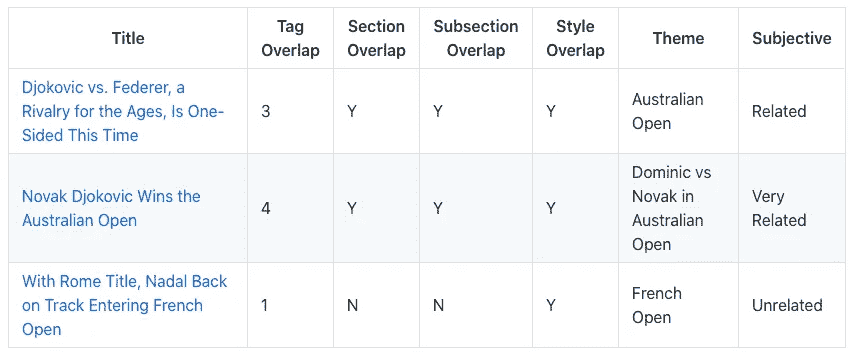 Title
Tag Overlap
Section Overlap
Subsection Overlap
Style Overlap
Theme
Subjective
Djokovic vs. Federer, a
Rivalry for the Ages, Is One-
Sided This Time
3
Y
Y
Y
Australian
Open
Related
Novak Djokovic Wins the
Australian Open
4
Y
Y
Y
Dominic vs
Novak in
Australian
Open
Very
Related
With Rome Title, Nadal Back
on Track Entering French
Open
1
N
N
Y
French
Open
Unrelated